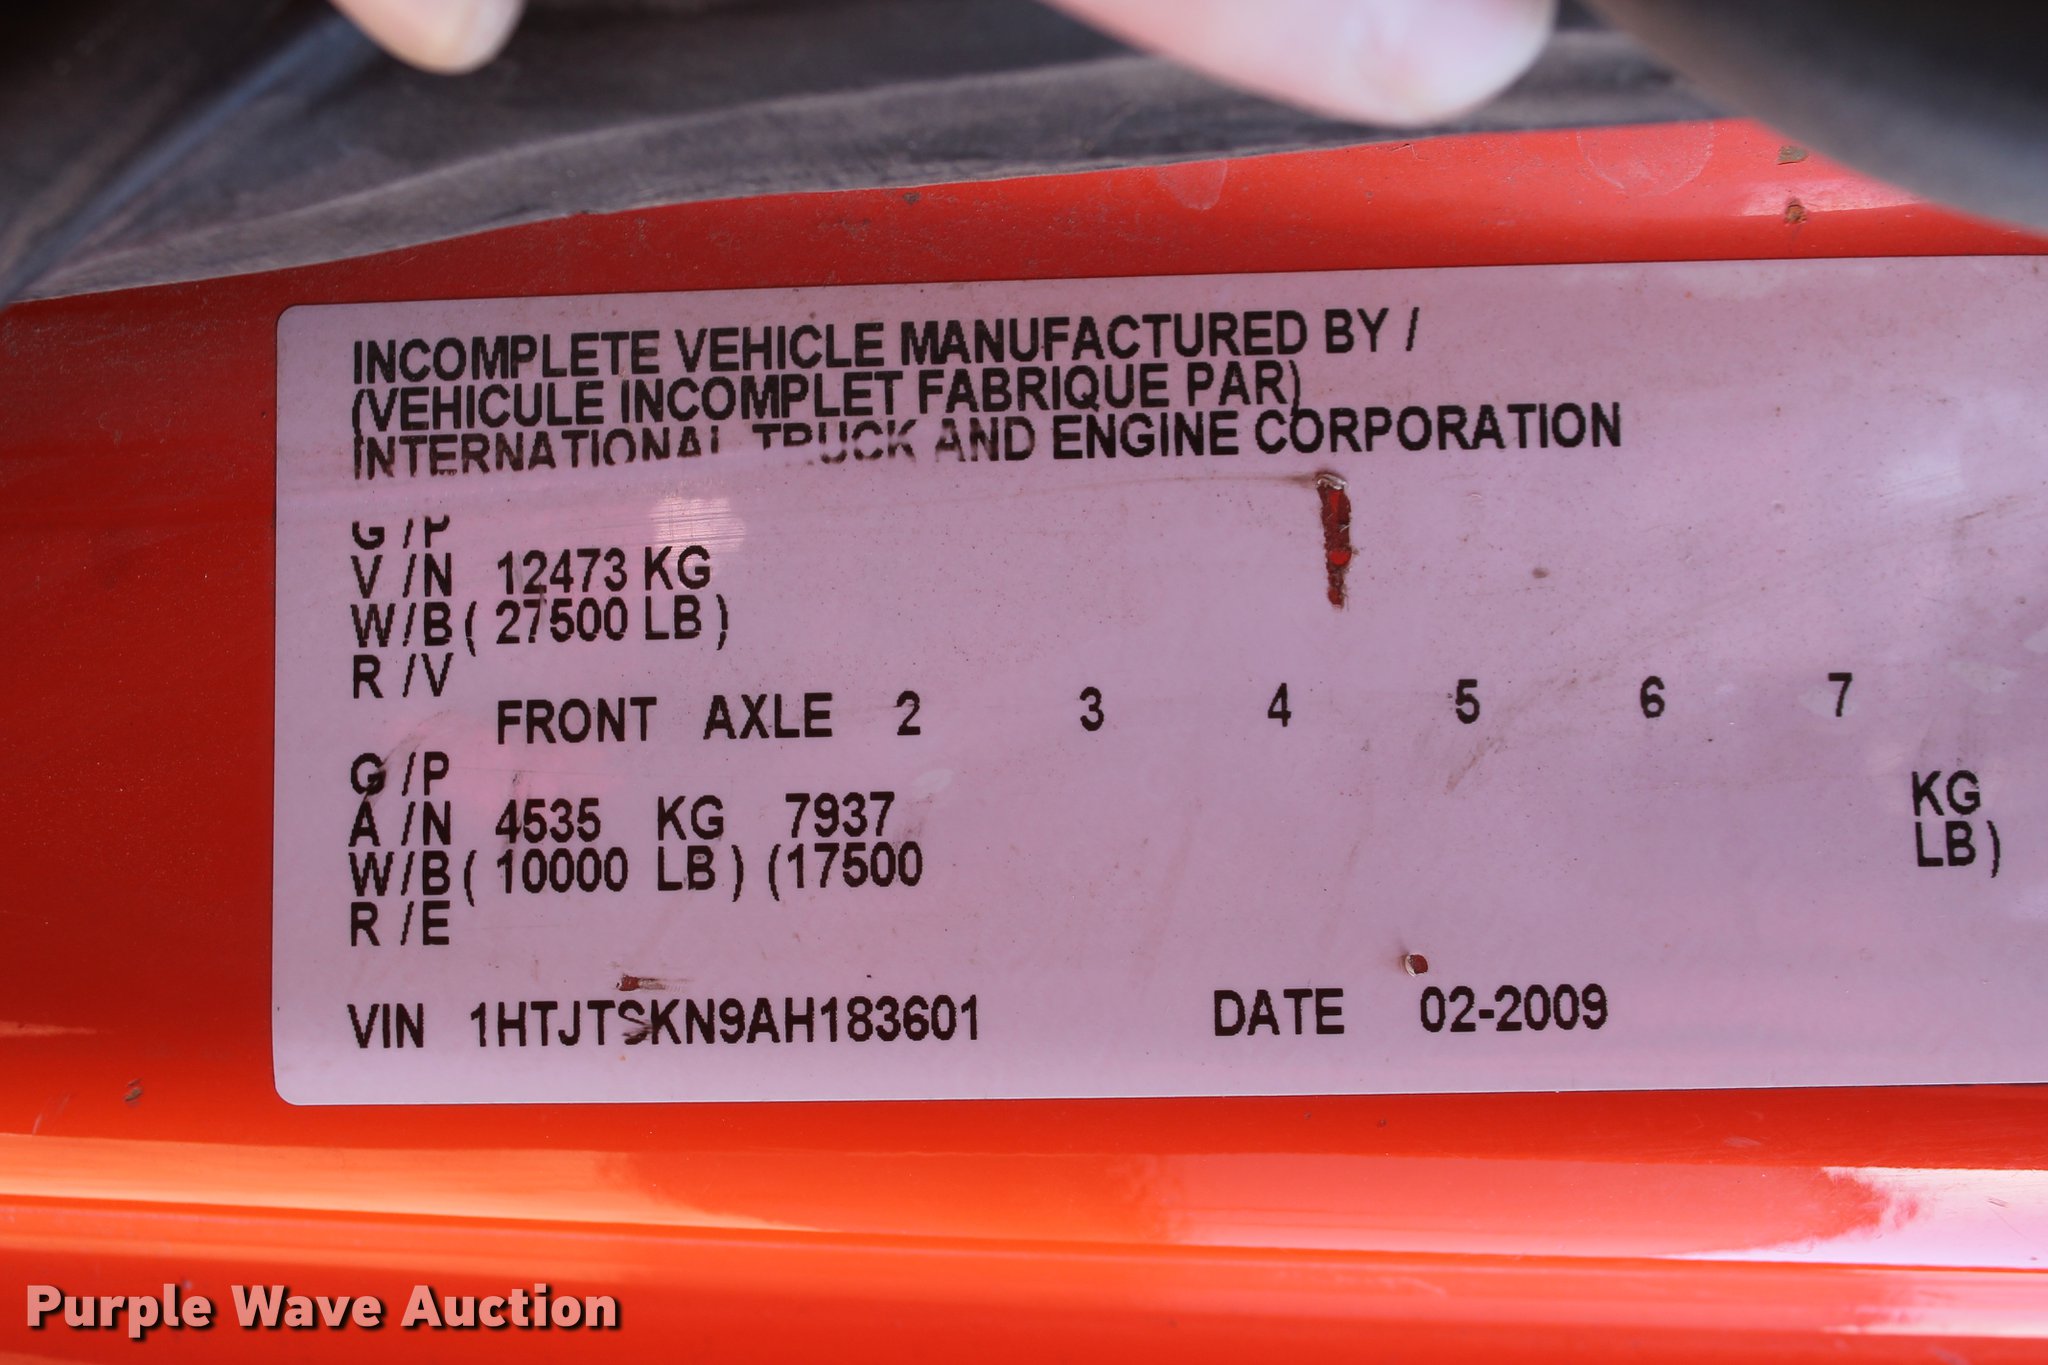 INCOMPLETE VEHICLE MANUFACTURED BY /
(VEHICULE INCOMPLET FABRIQUE PAR)
INTERNATIONAL TRUCK AND ENGINE CORPORATION
G /P
V /N 12473 KG
W/B ( 27500 LB )
R /V
FRONT AXLE 2 3 4 5 6 7
G /P
A /N 4535 KG 7937 KG
W/B ( 10000 LB ) (17500 LB )
R /E
VIN 1HTJTSKN9AH183601 DATE 02-2009
Purple Wave Auction